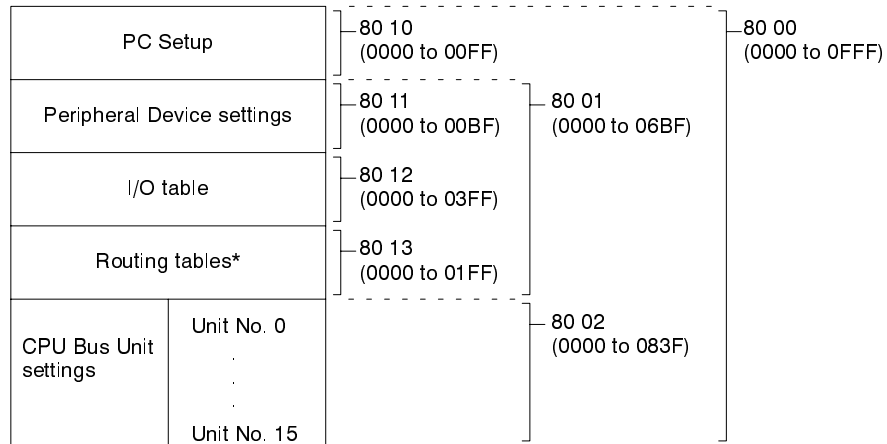 PC Setup
80 10
(0000 to 00FF)
80 00
(0000 to 0FFF)
Peripheral Device settings
80 11
(0000 to 00BF)
80 01
(0000 to 06BF)
I/O table
80 12
(0000 to 03FF)
Routing tables*
80 13
(0000 to 01FF)
CPU Bus Unit
settings
Unit No. 0
.
.
.
Unit No. 15
80 02
(0000 to 083F)